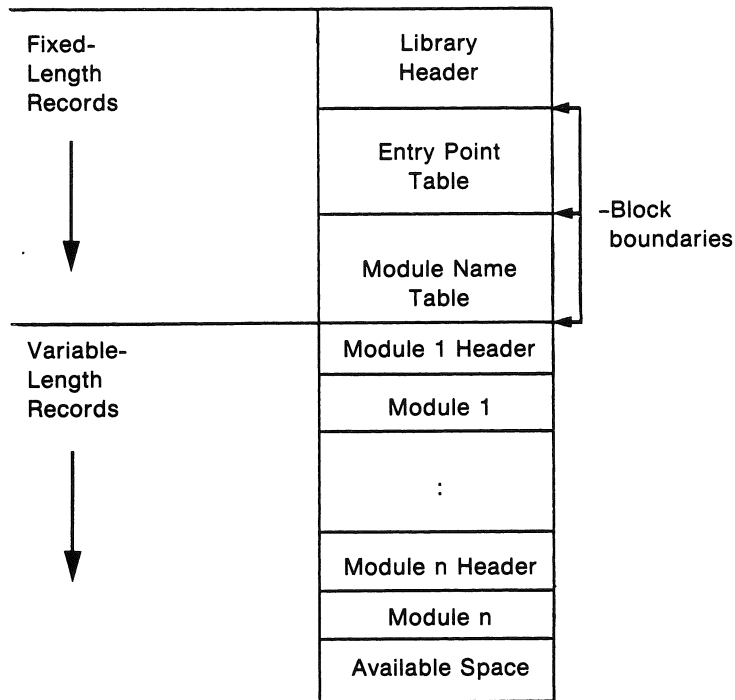 Fixed-
Length
Records
Library
Header
Entry Point
Table
-Block
boundaries
Module Name
Table
Variable-
Length
Records
Module 1 Header
Module 1
:
Module n Header
Module n
Available Space